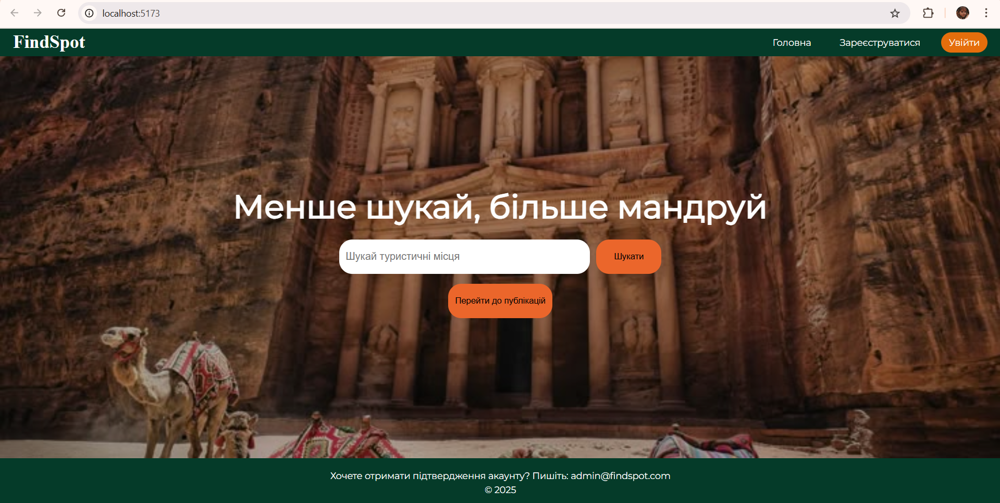 localhost:5173
FindSpot
Головна
Зареєструватися
Увійти
Менше шукай, більше мандруй
Шукай туристичні місця
Шукати
Перейти до публікацій
Хочете отримати підтвердження акаунту? Пишіть: admin@findspot.com
© 2025